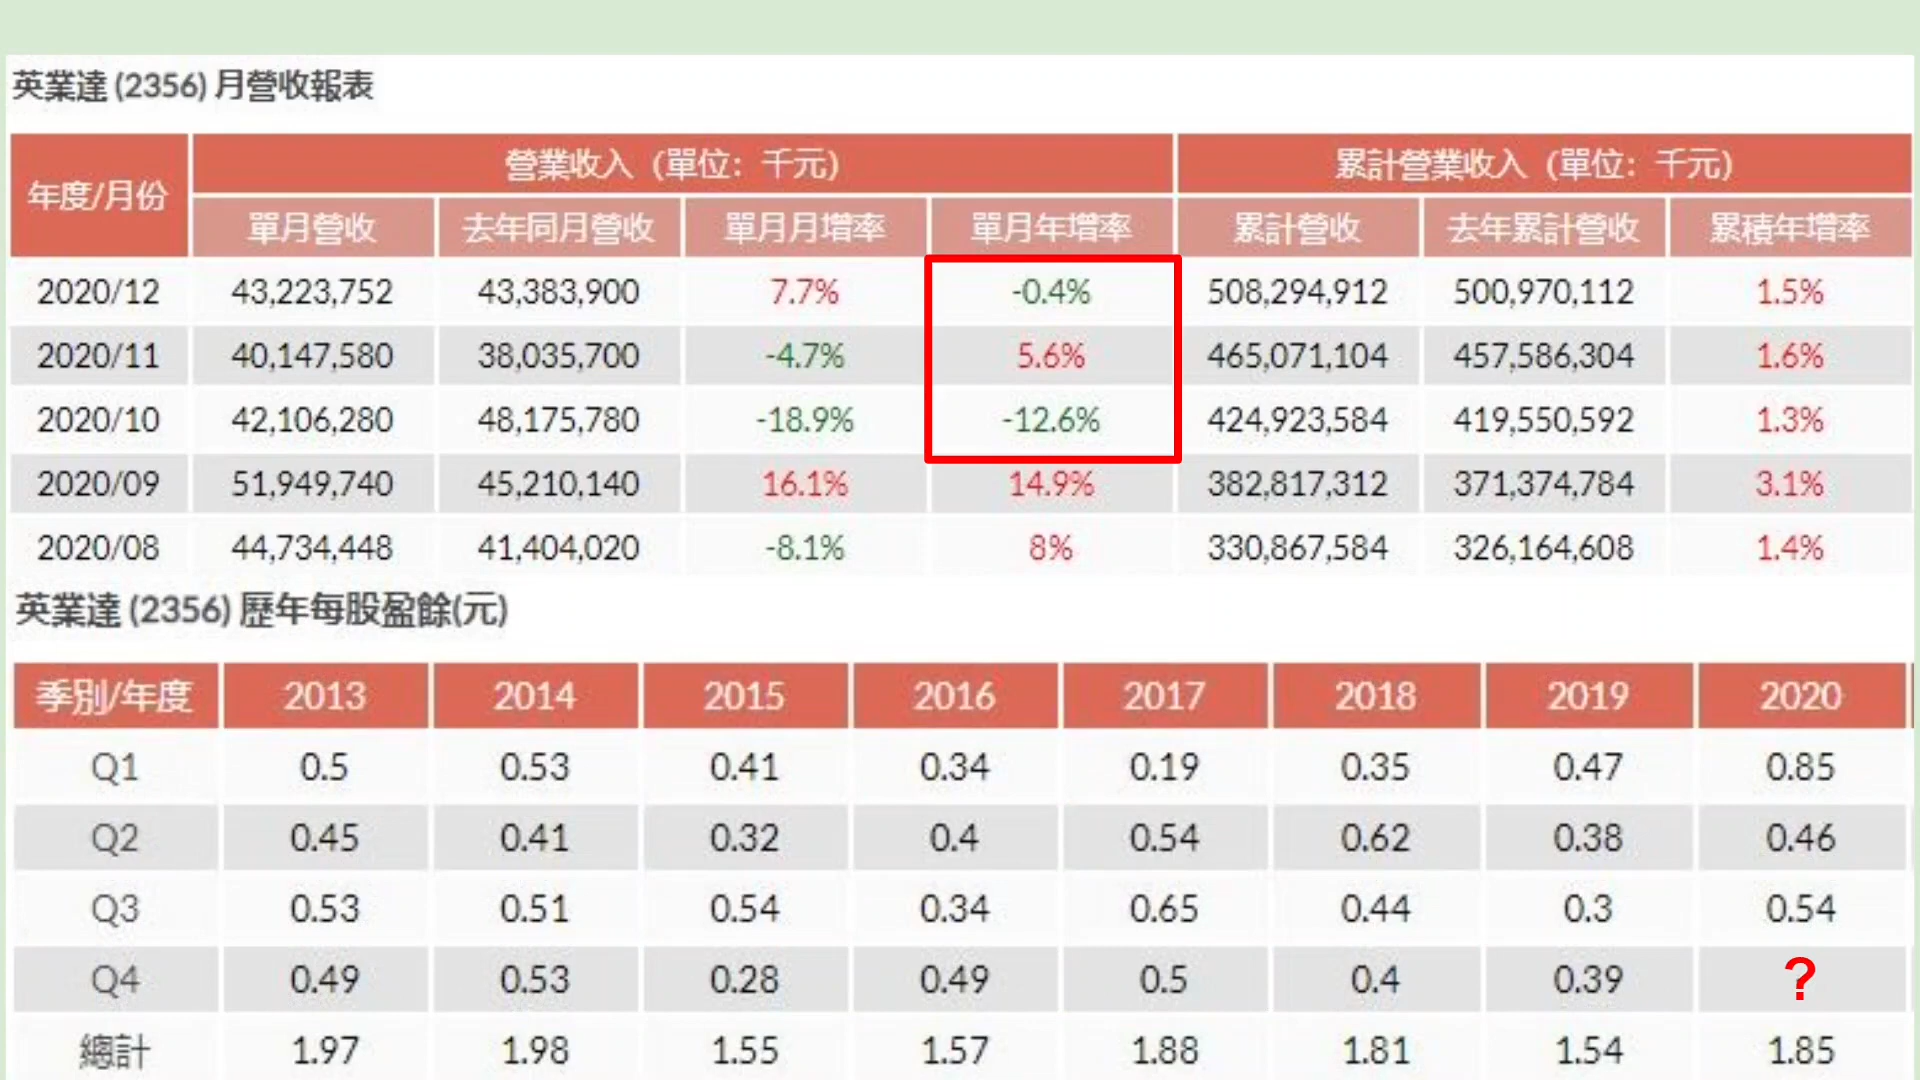 英業達 (2356) 月營收報表
年度/月份 營業收入（單位：千元） 累計營業收入（單位：千元）
單月營收 去年同月營收 單月月增率 單月年增率 累計營收 去年累計營收 累積年增率
2020/12 43,223,752 43,383,900 7.7% -0.4% 508,294,912 500,970,112 1.5%
2020/11 40,147,580 38,035,700 -4.7% 5.6% 465,071,104 457,586,304 1.6%
2020/10 42,106,280 48,175,780 -18.9% -12.6% 424,923,584 419,550,592 1.3%
2020/09 51,949,740 45,210,140 16.1% 14.9% 382,817,312 371,374,784 3.1%
2020/08 44,734,448 41,404,020 -8.1% 8% 330,867,584 326,164,608 1.4%
英業達 (2356) 歷年每股盈餘(元)
季別/年度 2013 2014 2015 2016 2017 2018 2019 2020
Q1 0.5 0.53 0.41 0.34 0.19 0.35 0.47 0.85
Q2 0.45 0.41 0.32 0.4 0.54 0.62 0.38 0.46
Q3 0.53 0.51 0.54 0.34 0.65 0.44 0.3 0.54
Q4 0.49 0.53 0.28 0.49 0.5 0.4 0.39 ?
總計 1.97 1.98 1.55 1.57 1.88 1.81 1.54 1.85